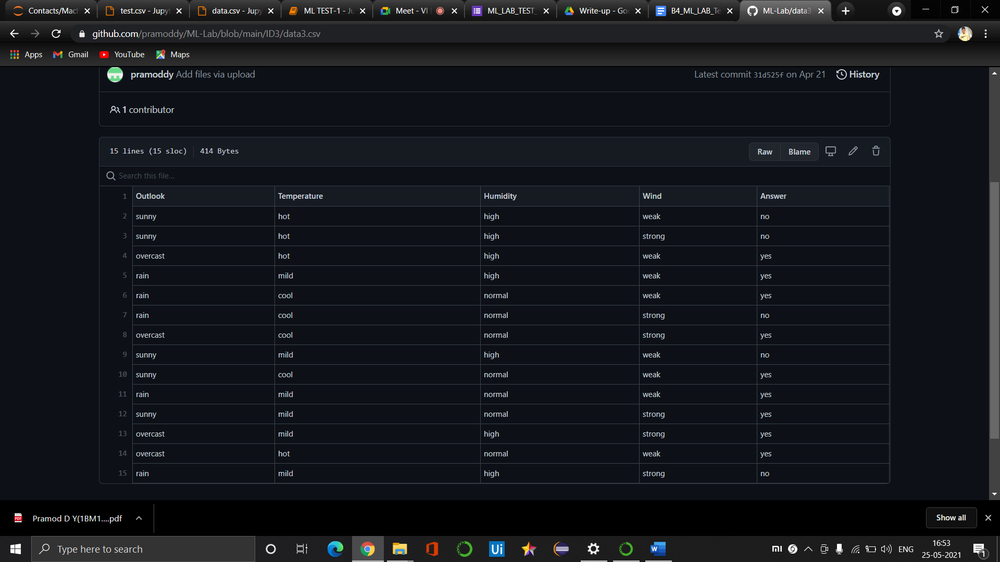 Contacts/Mac test.csv - Jupyt data.csv - Jupy ML TEST-1 - Ju Meet - VI ML_LAB_TEST_ Write-up - Goo B4_ML_LAB_Te ML-Lab/data3
github.com/pramoddy/ML-Lab/blob/main/ID3/data3.csv
Apps Gmail YouTube Maps
pramoddy Add files via upload Latest commit 31d525f on Apr 21 History
1 contributor
15 lines (15 sloc) 414 Bytes Raw Blame
Search this file...
1 Outlook Temperature Humidity Wind Answer
2 sunny hot high weak no
3 sunny hot high strong no
4 overcast hot high weak yes
5 rain mild high weak yes
6 rain cool normal weak yes
7 rain cool normal strong no
8 overcast cool normal strong yes
9 sunny mild high weak no
10 sunny cool normal weak yes
11 rain mild normal weak yes
12 sunny mild normal strong yes
13 overcast mild high strong yes
14 overcast hot normal weak yes
15 rain mild high strong no
PDF Pramod D Y(1BM1....pdf Show all
Type here to search Ui W mi ENG 16:53
25-05-2021 1